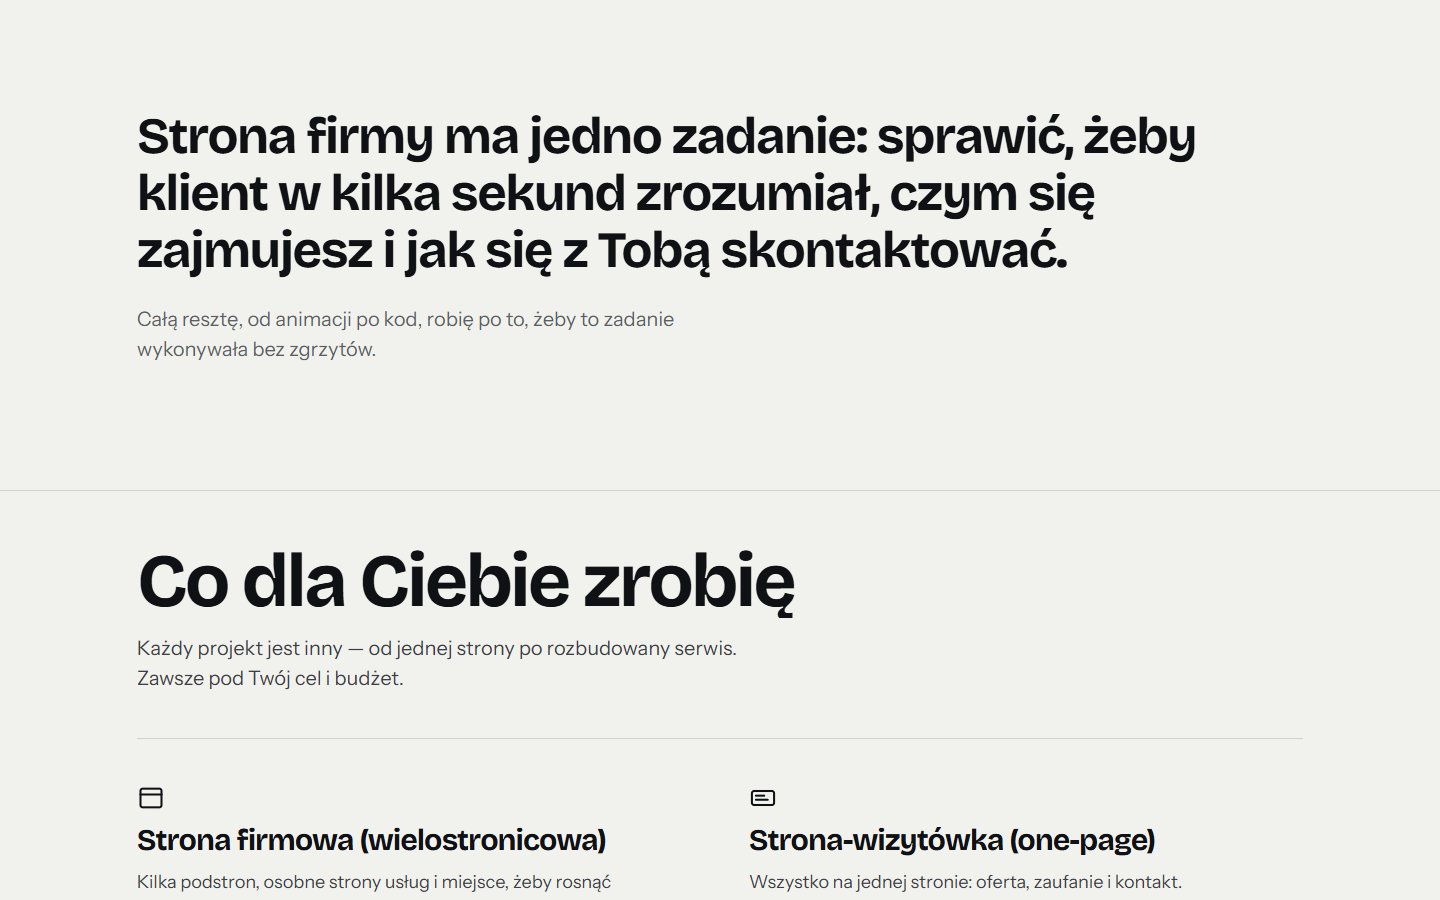 Strona firmy ma jedno zadanie: sprawić, żeby
klient w kilka sekund zrozumiał, czym się
zajmujesz i jak się z Tobą skontaktować.
Całą resztę, od animacji po kod, robię po to, żeby to zadanie
wykonywała bez zgrzytów.
Co dla Ciebie zrobię
Każdy projekt jest inny — od jednej strony po rozbudowany serwis.
Zawsze pod Twój cel i budżet.
Strona firmowa (wielostronicowa)
Kilka podstron, osobne strony usług i miejsce, żeby rosnąć
Strona-wizytówka (one-page)
Wszystko na jednej stronie: oferta, zaufanie i kontakt.